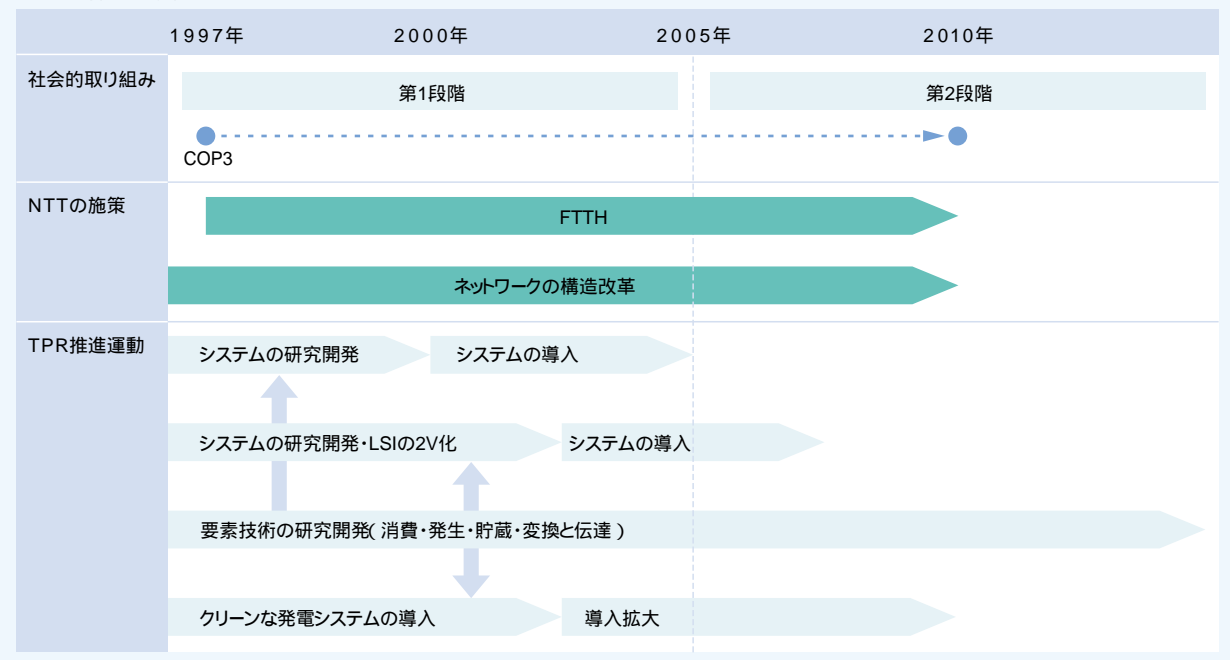 1997年 2000年 2005年 2010年
社会的取り組み
第1段階 第2段階
COP3
NTTの施策
FTTH
ネットワークの構造改革
TPR推進運動
システムの研究開発 システムの導入
システムの研究開発・LSIの2V化 システムの導入
要素技術の研究開発(消費・発生・貯蔵・変換と伝達)
クリーンな発電システムの導入 導入拡大